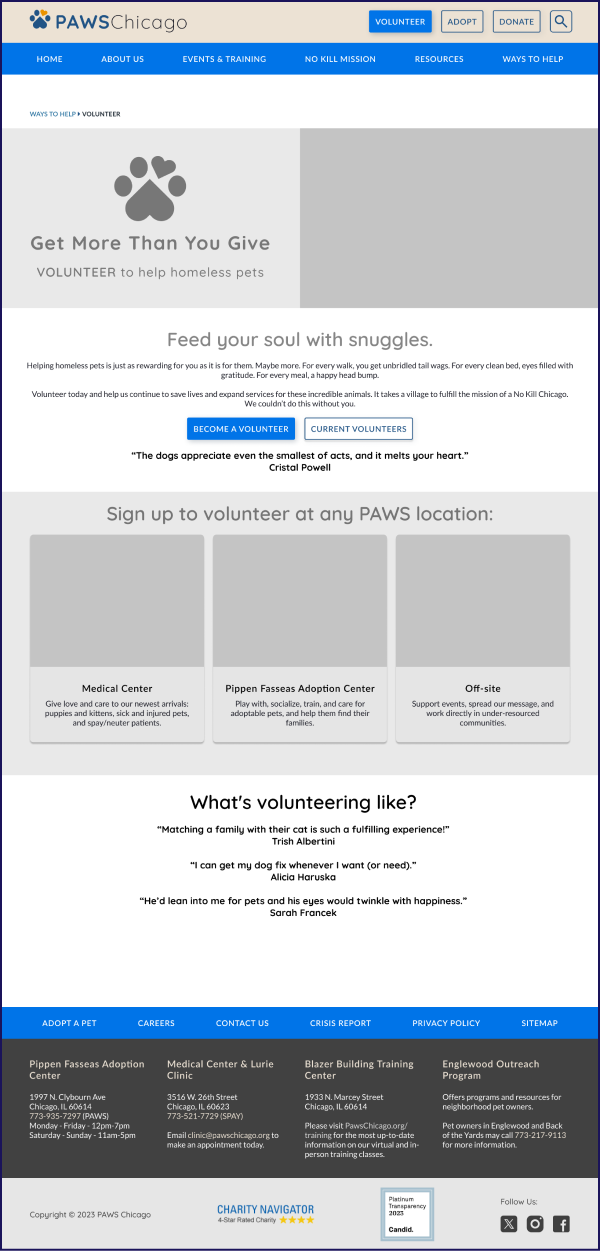 PAWSChicago
VOLUNTEER
ADOPT
DONATE
HOME
ABOUT US
EVENTS & TRAINING
NO KILL MISSION
RESOURCES
WAYS TO HELP
WAYS TO HELP VOLUNTEER
Get More Than You Give
VOLUNTEER to help homeless pets
Feed your soul with snuggles.
Helping homeless pets is just as rewarding for you as it is for them. Maybe more. For every walk, you get unbridled tail wags. For every clean bed, eyes filled with
gratitude. For every meal, a happy head bump.
Volunteer today and help us continue to save lives and expand services for these incredible animals. It takes a village to fulfill the mission of a No Kill Chicago.
We couldn't do this without you.
BECOME A VOLUNTEER
CURRENT VOLUNTEERS
“The dogs appreciate even the smallest of acts, and it melts your heart.”
Cristal Powell
Sign up to volunteer at any PAWS location:
Medical Center
Give love and care to our newest arrivals:
puppies and kittens, sick and injured pets,
and spay/neuter patients.
Pippen Fasseas Adoption Center
Play with, socialize, train, and care for
adoptable pets, and help them find their
families.
Off-site
Support events, spread our message, and
work directly in under-resourced
communities.
What's volunteering like?
“Matching a family with their cat is such a fulfilling experience!”
Trish Albertini
“I can get my dog fix whenever I want (or need).”
Alicia Haruska
“He'd lean into me for pets and his eyes would twinkle with happiness.”
Sarah Francek
ADOPT A PET
CAREERS
CONTACT US
CRISIS REPORT
PRIVACY POLICY
SITEMAP
Pippen Fasseas Adoption
Center
1997 N. Clybourn Ave
Chicago, IL 60614
773-935-7297 (PAWS)
Monday - Friday - 12pm-7pm
Saturday - Sunday - 11am-5pm
Medical Center & Lurie
Clinic
3516 W. 26th Street
Chicago, IL 60623
773-521-7729 (SPAY)
Email clinic@pawschicago.org to
make an appointment today.
Blazer Building Training
Center
1933 N. Marcey Street
Chicago, IL 60614
Please visit PawsChicago.org/
training for the most up-to-date
information on our virtual and in-
person training classes.
Englewood Outreach
Program
Offers programs and resources for
neighborhood pet owners.
Pet owners in Englewood and Back
of the Yards may call 773-217-9113
for more information.
Copyright © 2023 PAWS Chicago
CHARITY NAVIGATOR
4-Star Rated Charity
Platinum
Transparency
2023
Candid.
Follow Us: